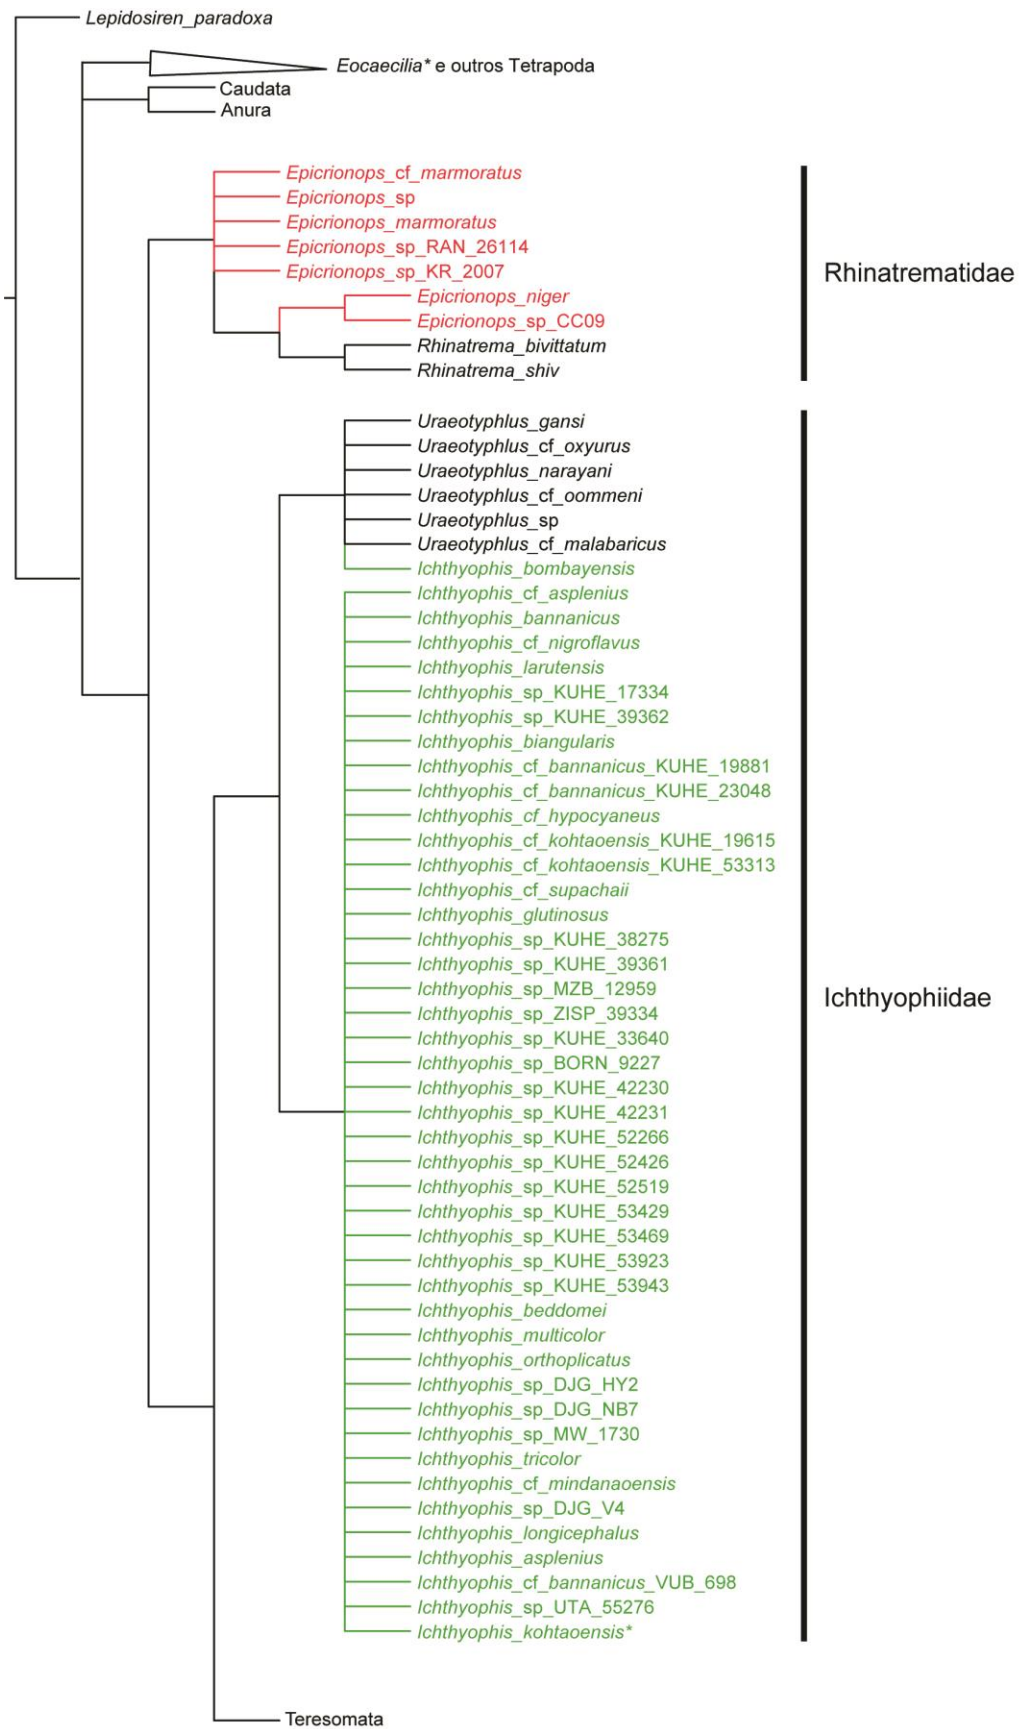 Lepidosiren_paradoxa
Eocaecilia* e outros Tetrapoda
Caudata
Anura
Epicrionops_cf_marmoratus
Epicrionops_sp
Epicrionops_marmoratus
Epicrionops_sp_RAN_26114
Epicrionops_sp_KR_2007
Epicrionops_niger
Epicrionops_sp_CC09
Rhinatrema_bivittatum
Rhinatrema_shiv
Rhinatrematidae
Uraeotyphlus_gansi
Uraeotyphlus_cf_oxyurus
Uraeotyphlus_narayani
Uraeotyphlus_cf_oommeni
Uraeotyphlus_sp
Uraeotyphlus_cf_malabaricus
Ichthyophis_bombayensis
Ichthyophis_cf_asplenius
Ichthyophis_bannanicus
Ichthyophis_cf_nigroflavus
Ichthyophis_larutensis
Ichthyophis_sp_KUHE_17334
Ichthyophis_sp_KUHE_39362
Ichthyophis_biangularis
Ichthyophis_cf_bannanicus_KUHE_19881
Ichthyophis_cf_bannanicus_KUHE_23048
Ichthyophis_cf_hypocyaneus
Ichthyophis_cf_kohtaoensis_KUHE_19615
Ichthyophis_cf_kohtaoensis_KUHE_53313
Ichthyophis_cf_supachaii
Ichthyophis_glutinosus
Ichthyophis_sp_KUHE_38275
Ichthyophis_sp_KUHE_39361
Ichthyophis_sp_MZB_12959
Ichthyophis_sp_ZISP_39334
Ichthyophis_sp_KUHE_33640
Ichthyophis_sp_BORN_9227
Ichthyophis_sp_KUHE_42230
Ichthyophis_sp_KUHE_42231
Ichthyophis_sp_KUHE_52266
Ichthyophis_sp_KUHE_52426
Ichthyophis_sp_KUHE_52519
Ichthyophis_sp_KUHE_53429
Ichthyophis_sp_KUHE_53469
Ichthyophis_sp_KUHE_53923
Ichthyophis_sp_KUHE_53943
Ichthyophis_beddomei
Ichthyophis_multicolor
Ichthyophis_orthoplicatus
Ichthyophis_sp_DJG_HY2
Ichthyophis_sp_DJG_NB7
Ichthyophis_sp_MW_1730
Ichthyophis_tricolor
Ichthyophis_cf_mindanaoensis
Ichthyophis_sp_DJG_V4
Ichthyophis_longicephalus
Ichthyophis_asplenius
Ichthyophis_cf_bannanicus_VUB_698
Ichthyophis_sp_UTA_55276
Ichthyophis_kohtaoensis*
Ichthyophiidae
Teresomata